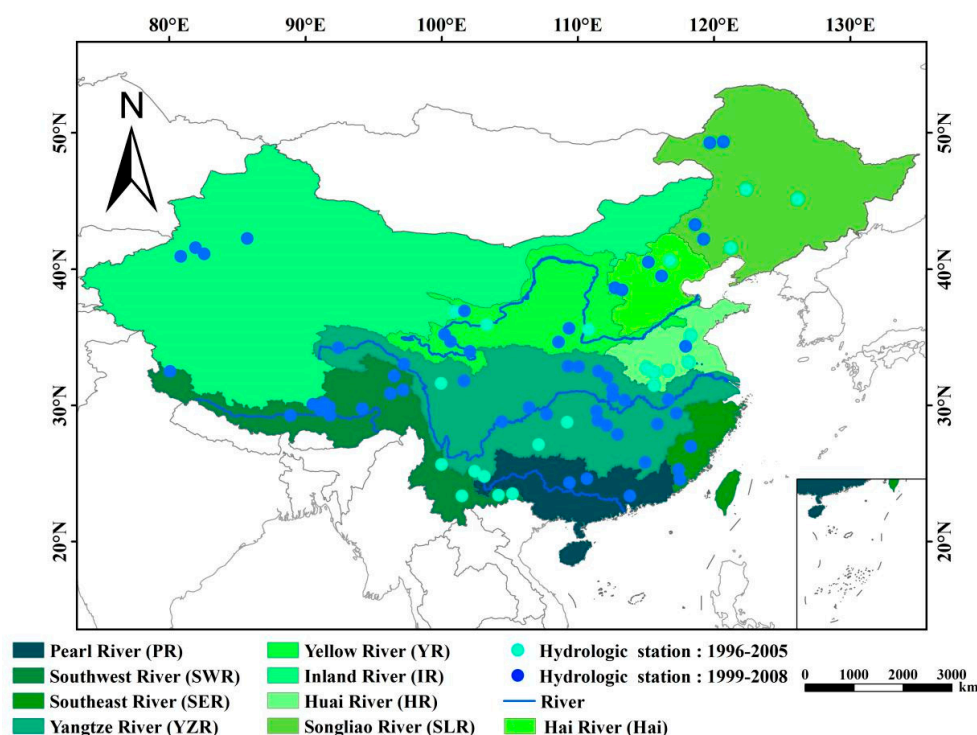 80°E 90°E 100°E 110°E 120°E 130°E
N
50°N 50°N
40°N 40°N
30°N 30°N
20°N 20°N
Pearl River (PR) Yellow River (YR) Hydrologic station : 1996-2005
Southwest River (SWR) Inland River (IR) Hydrologic station : 1999-2008
Southeast River (SER) Huai River (HR) River
Yangtze River (YZR) Songliao River (SLR) Hai River (Hai)
0 1000 2000 3000
km